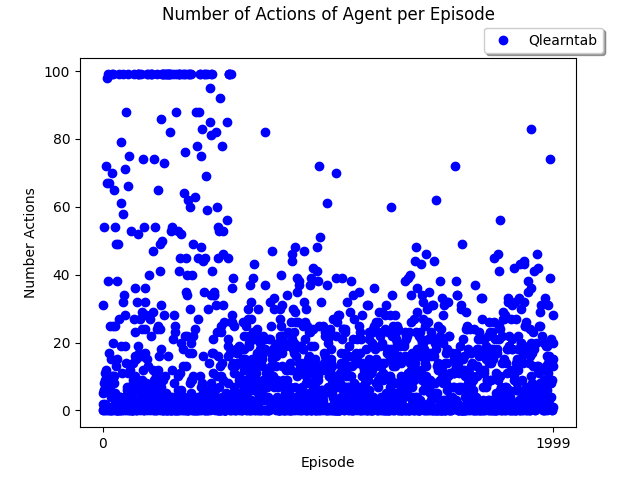 Number of Actions of Agent per Episode
Qlearntab
100
80
60
40
20
0
Number Actions
0 1999
Episode